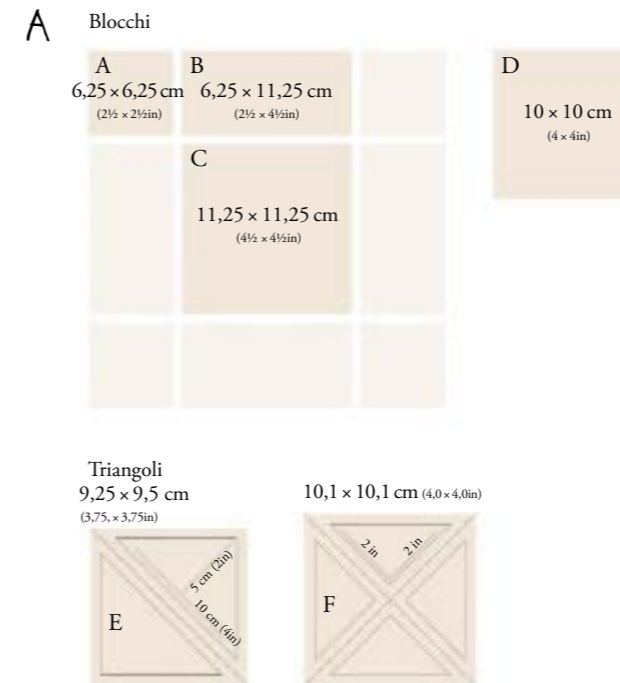 A
Blocchi
A
6,25 × 6,25 cm
(2½ × 2½in)
B
6,25 × 11,25 cm
(2½ × 4½in)
C
11,25 × 11,25 cm
(4½ × 4½in)
D
10 × 10 cm
(4 × 4in)
Triangoli
9,25 × 9,5 cm
(3,75, × 3,75in)
5 cm (2in)
10 cm (4in)
E
10,1 × 10,1 cm (4,0 × 4,0in)
2 in
2 in
F